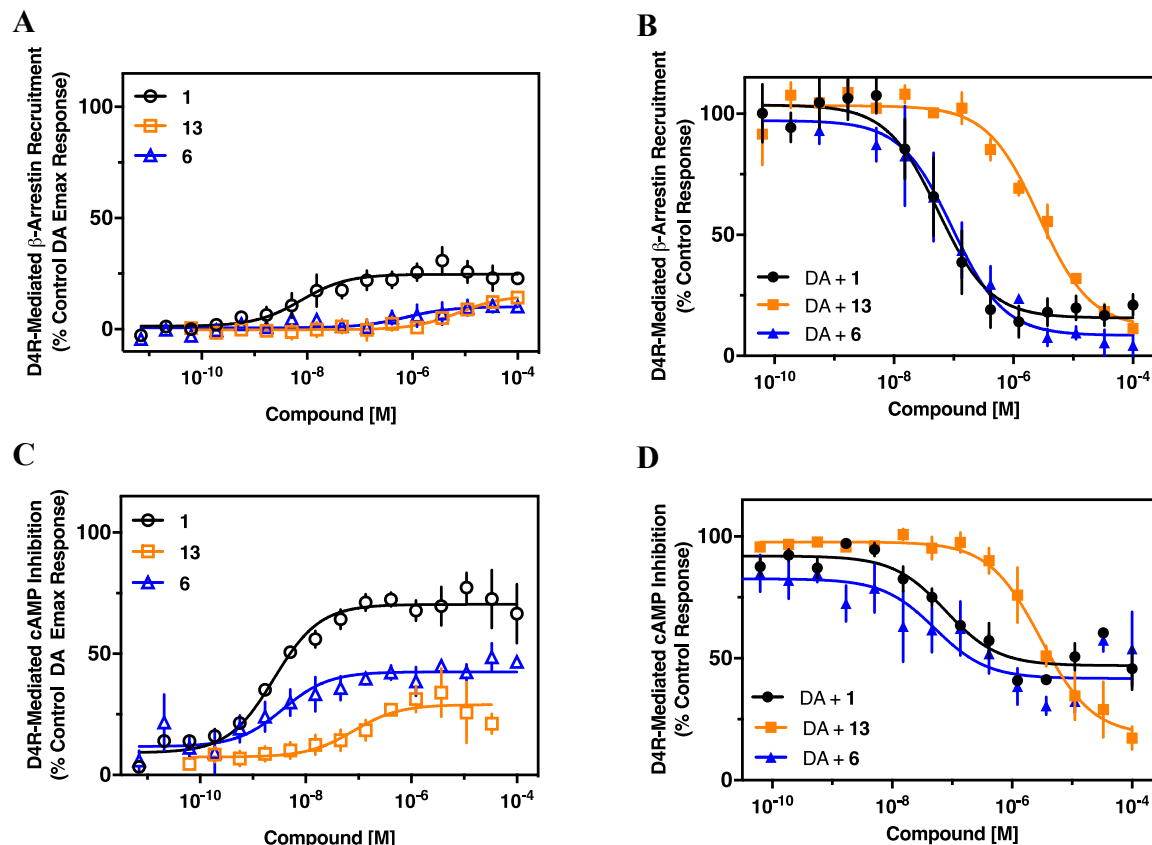 A
D4R-Mediated β-Arrestin Recruitment
(% Control DA Emax Response)
100
50
0
1
13
6
10-10
10-8
10-6
10-4
Compound [M]
B
D4R-Mediated β-Arrestin Recruitment
(% Control Response)
100
50
0
DA + 1
DA + 13
DA + 6
10-10
10-8
10-6
10-4
Compound [M]
C
D4R-Mediated cAMP Inhibition
(% Control DA Emax Response)
100
50
0
1
13
6
10-10
10-8
10-6
10-4
Compound [M]
D
D4R-Mediated cAMP Inhibition
(% Control Response)
100
50
0
DA + 1
DA + 13
DA + 6
10-10
10-8
10-6
10-4
Compound [M]